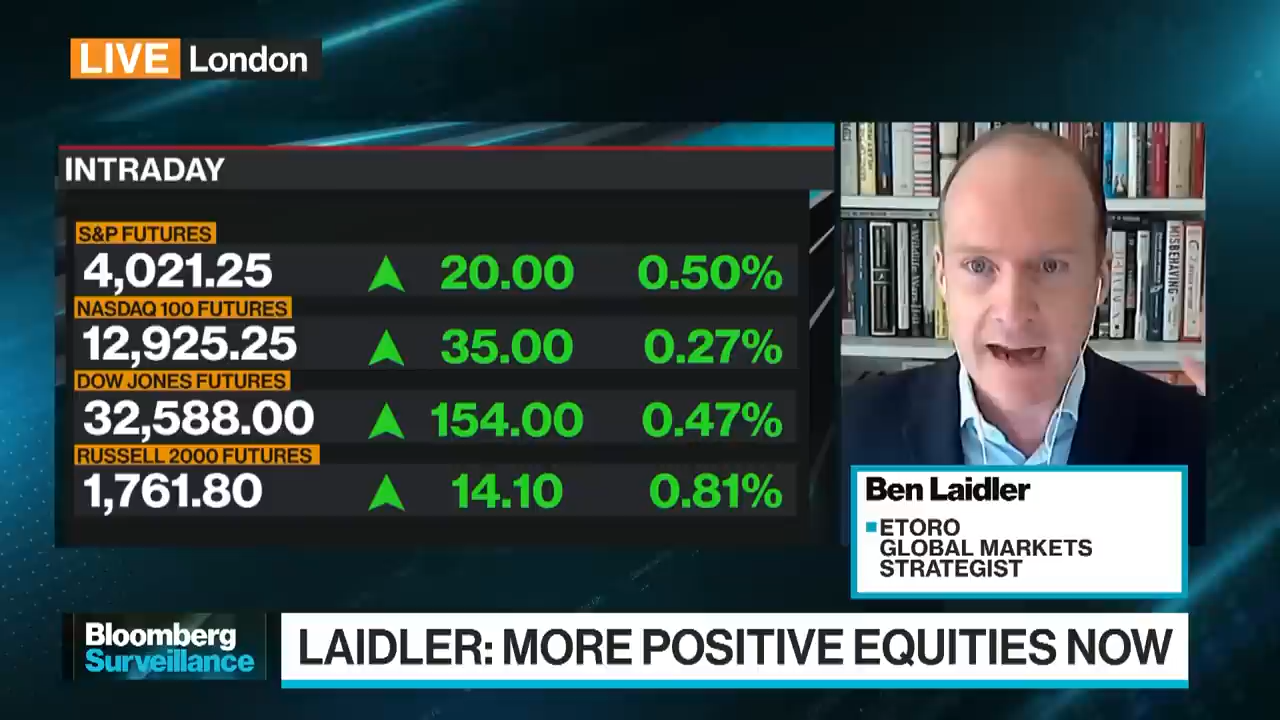 LIVE London
INTRADAY
S&P FUTURES
4,021.25 20.00 0.50%
NASDAQ 100 FUTURES
12,925.25 35.00 0.27%
DOW JONES FUTURES
32,588.00 154.00 0.47%
RUSSELL 2000 FUTURES
1,761.80 14.10 0.81%
MISBEHAVING
Ben Laidler
ETORO
GLOBAL MARKETS
STRATEGIST
Bloomberg
Surveillance
LAIDLER: MORE POSITIVE EQUITIES NOW